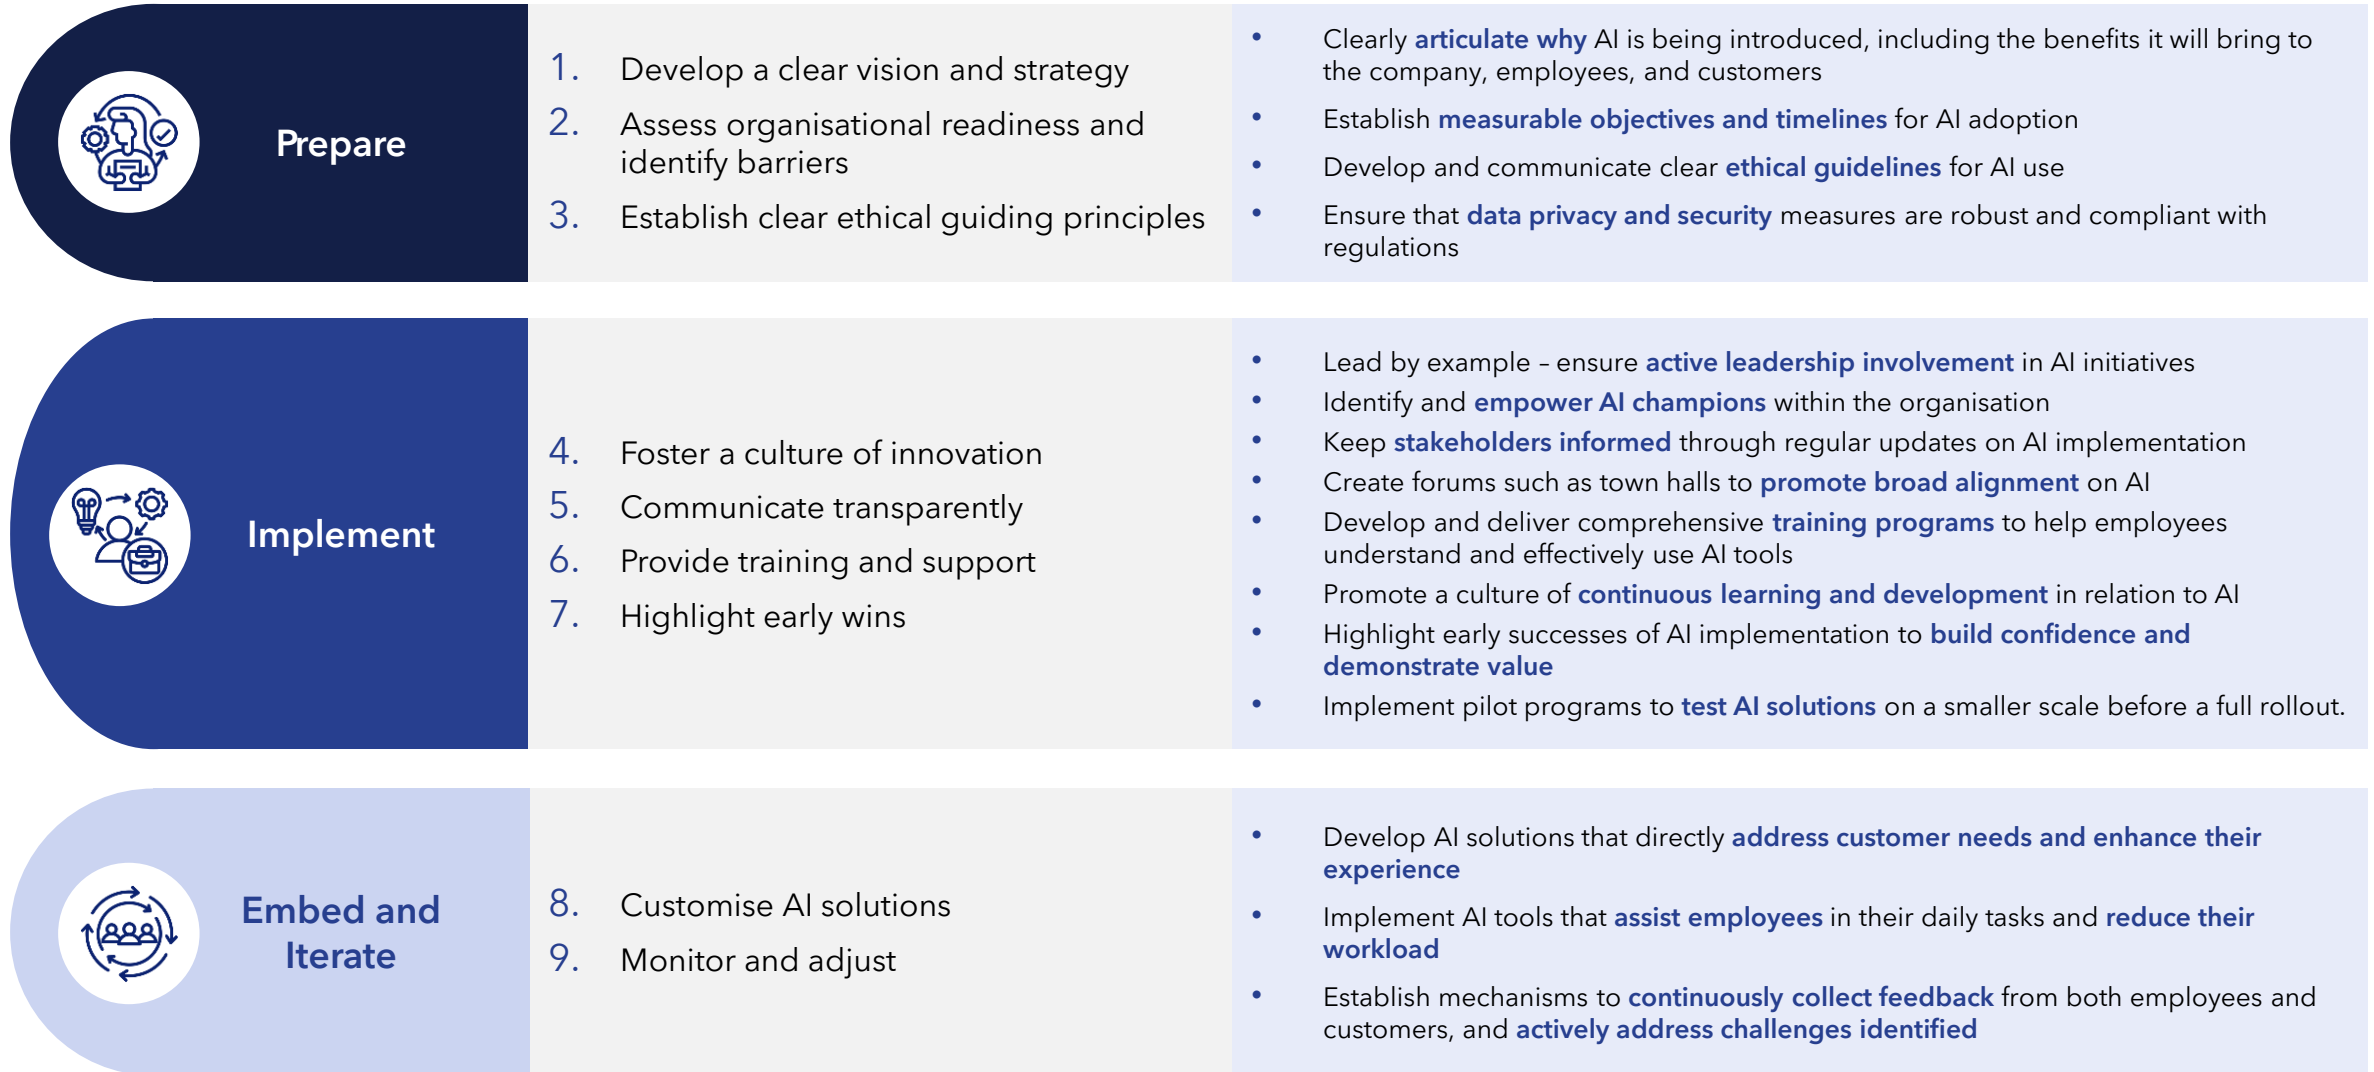 Prepare
1. Develop a clear vision and strategy
2. Assess organisational readiness and
identify barriers
3. Establish clear ethical guiding principles
• Clearly articulate why AI is being introduced, including the benefits it will bring to
the company, employees, and customers
• Establish measurable objectives and timelines for AI adoption
• Develop and communicate clear ethical guidelines for AI use
• Ensure that data privacy and security measures are robust and compliant with
regulations
Implement
4. Foster a culture of innovation
5. Communicate transparently
6. Provide training and support
7. Highlight early wins
• Lead by example – ensure active leadership involvement in AI initiatives
• Identify and empower AI champions within the organisation
• Keep stakeholders informed through regular updates on AI implementation
• Create forums such as town halls to promote broad alignment on AI
• Develop and deliver comprehensive training programs to help employees
understand and effectively use AI tools
• Promote a culture of continuous learning and development in relation to AI
• Highlight early successes of AI implementation to build confidence and
demonstrate value
• Implement pilot programs to test AI solutions on a smaller scale before a full rollout.
Embed and
Iterate
8. Customise AI solutions
9. Monitor and adjust
• Develop AI solutions that directly address customer needs and enhance their
experience
• Implement AI tools that assist employees in their daily tasks and reduce their
workload
• Establish mechanisms to continuously collect feedback from both employees and
customers, and actively address challenges identified